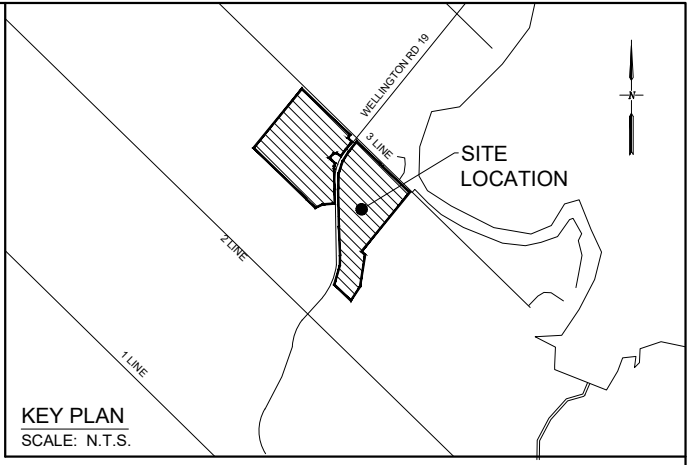 WELLINGTON RD 19
N
3 LINE
SITE
LOCATION
2 LINE
1 LINE
KEY PLAN
SCALE: N.T.S.